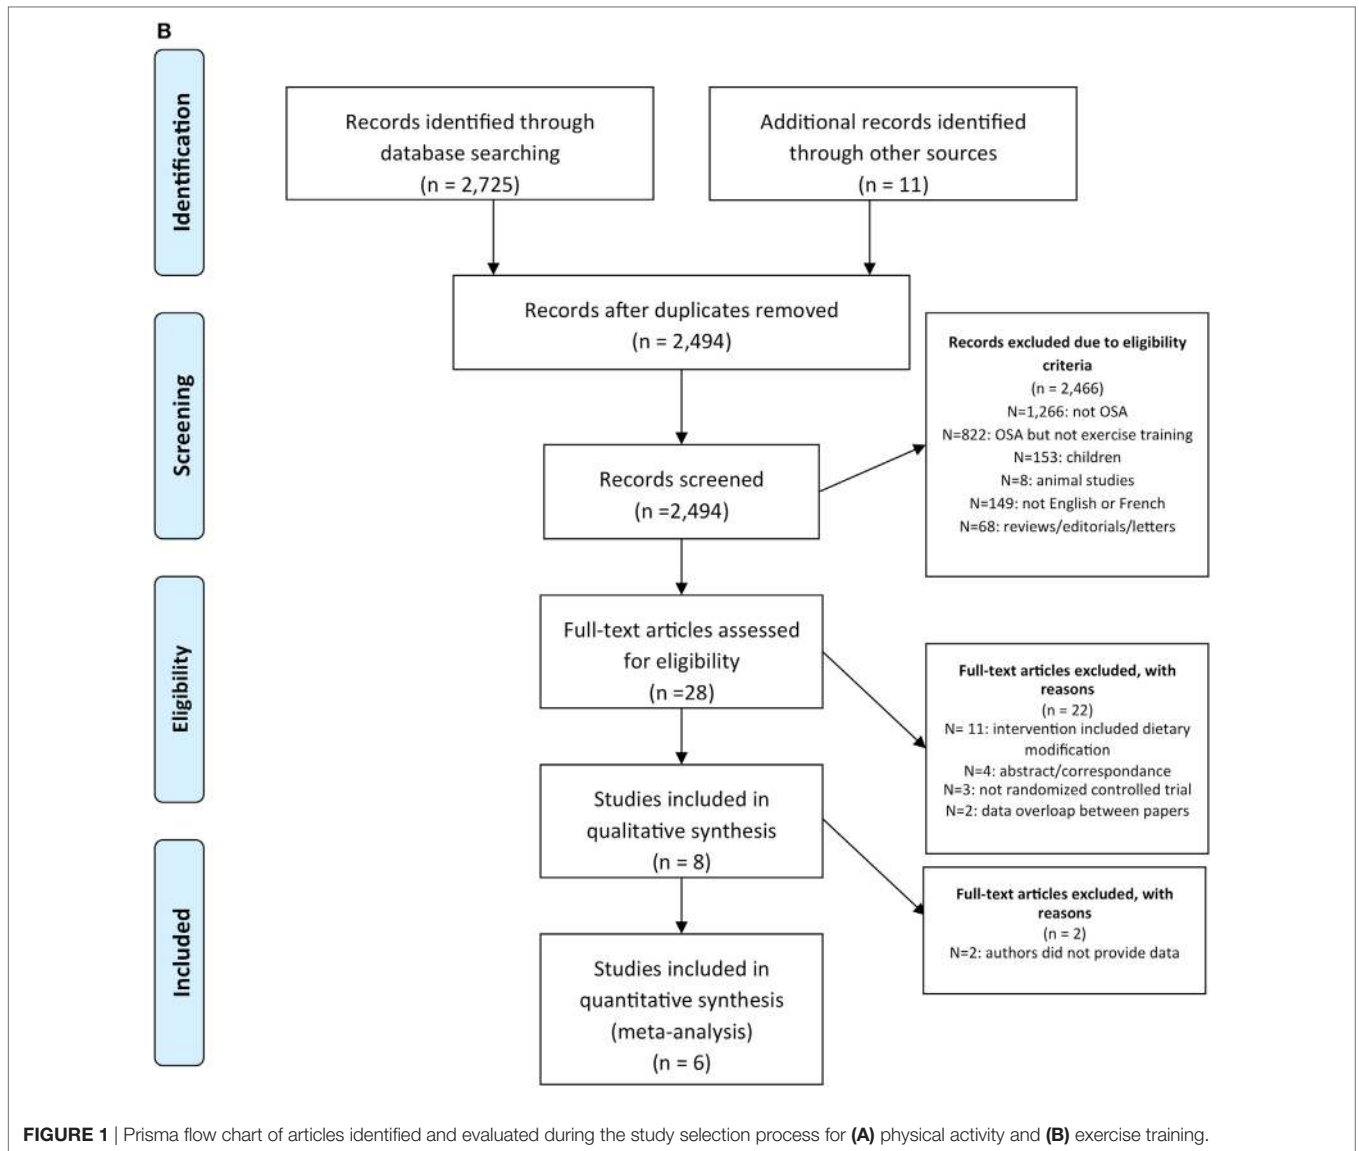 B
Identification
Records identified through
database searching
(n = 2,725)
Additional records identified
through other sources
(n = 11)
Records after duplicates removed
(n = 2,494)
Screening
Records screened
(n =2,494)
Records excluded due to eligibility
criteria
(n = 2,466)
N=1,266: not OSA
N=822: OSA but not exercise training
N=153: children
N=8: animal studies
N=149: not English or French
N=68: reviews/editorials/letters
Eligibility
Full-text articles assessed
for eligibility
(n =28)
Full-text articles excluded, with
reasons
(n = 22)
N= 11: intervention included dietary
modification
N=4: abstract/correspondance
N=3: not randomized controlled trial
N=2: data overloap between papers
Studies included in
qualitative synthesis
(n = 8)
Included
Full-text articles excluded, with
reasons
(n = 2)
N=2: authors did not provide data
Studies included in
quantitative synthesis
(meta-analysis)
(n = 6)
FIGURE 1 | Prisma flow chart of articles identified and evaluated during the study selection process for (A) physical activity and (B) exercise training.